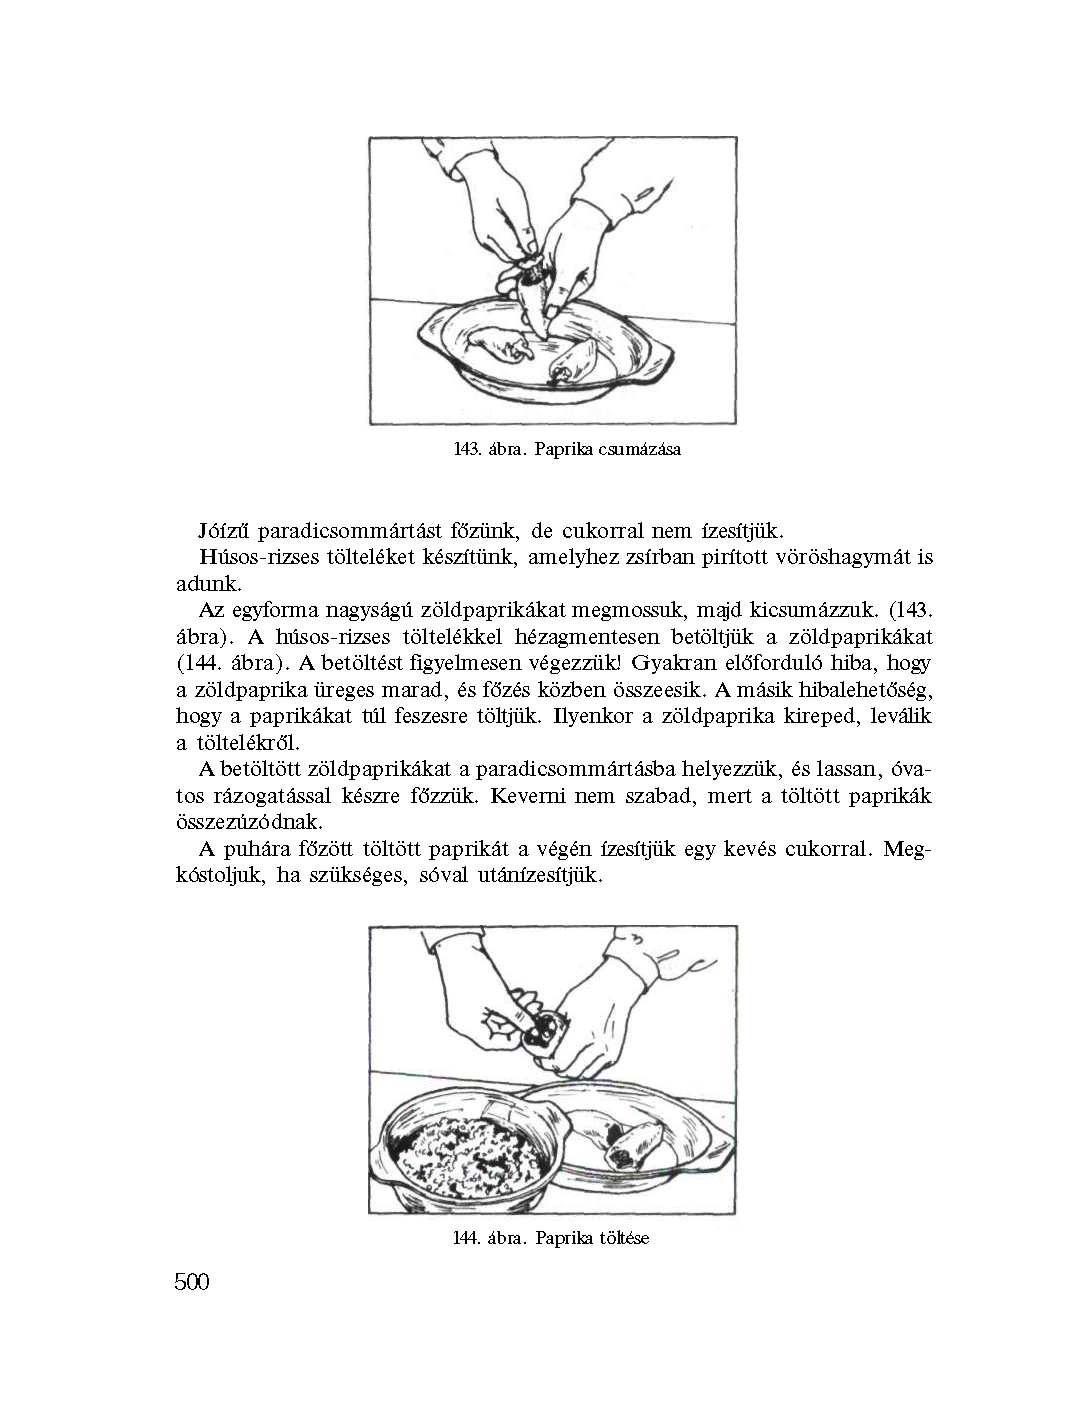 143. ábra. Paprika csumázása
Jóízű paradicsommártást főzünk, de cukorral nem ízesítjük.
Húsos-rizses tölteléket készítünk, amelyhez zsírban pirított vöröshagymát is
adunk.
Az egyforma nagyságú zöldpaprikákat megmossuk, majd kicsumázzuk. (143.
ábra). A húsos-rizses töltelékkel hézagmentesen betöltjük a zöldpaprikákat
(144. ábra). A betöltést figyelmesen végezzük! Gyakran előforduló hiba, hogy
a zöldpaprika üreges marad, és főzés közben összeesik. A másik hibalehetőség,
hogy a paprikákat túl feszesre töltjük. Ilyenkor a zöldpaprika kireped, leválik
a töltelékről.
A betöltött zöldpaprikákat a paradicsommártásba helyezzük, és lassan, óva-
tos rázogatással készre főzzük. Keverni nem szabad, mert a töltött paprikák
összezúzódnak.
A puhára főzött töltött paprikát a végén ízesítjük egy kevés cukorral. Meg-
kóstoljuk, ha szükséges, sóval utánízesítjük.
144. ábra. Paprika töltése
500